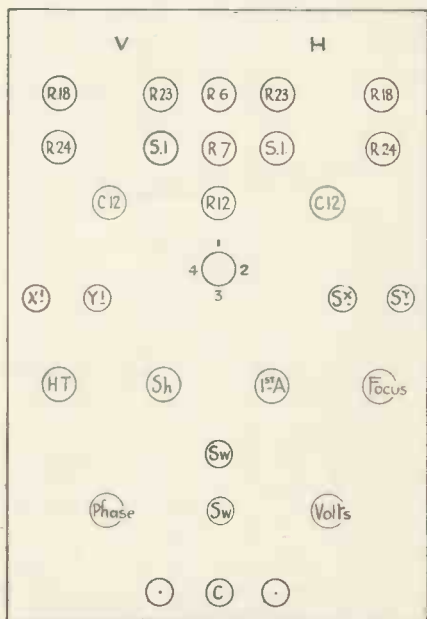 V H
R18 R23 R6 R23 R18
R24 S.1 R7 S.1. R24
C12 R12 C12
1
4 2
3
X! Y! Sx Sy
HT Sh 1ST A Focus
Sw
Phase Sw Volts
C